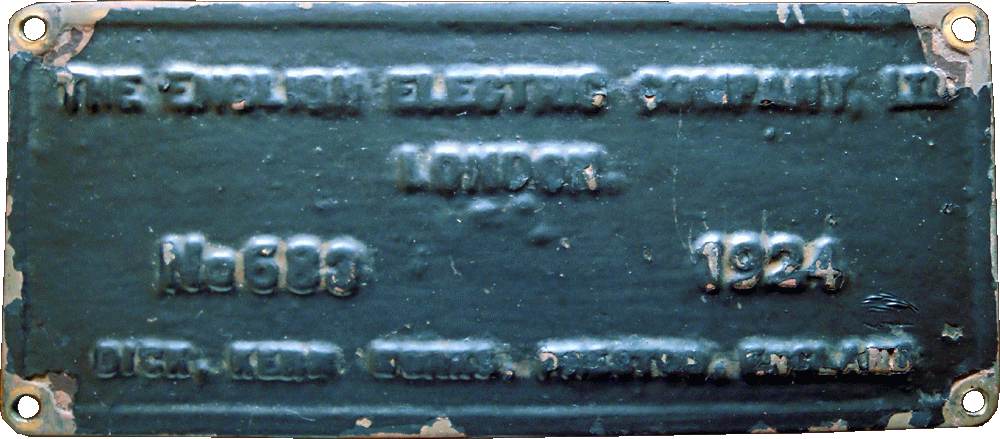 THE ENGLISH ELECTRIC COMPANY, LTD
LONDON.
No 683 1924
DICK, KERR WORKS, PRESTON, ENGLAND